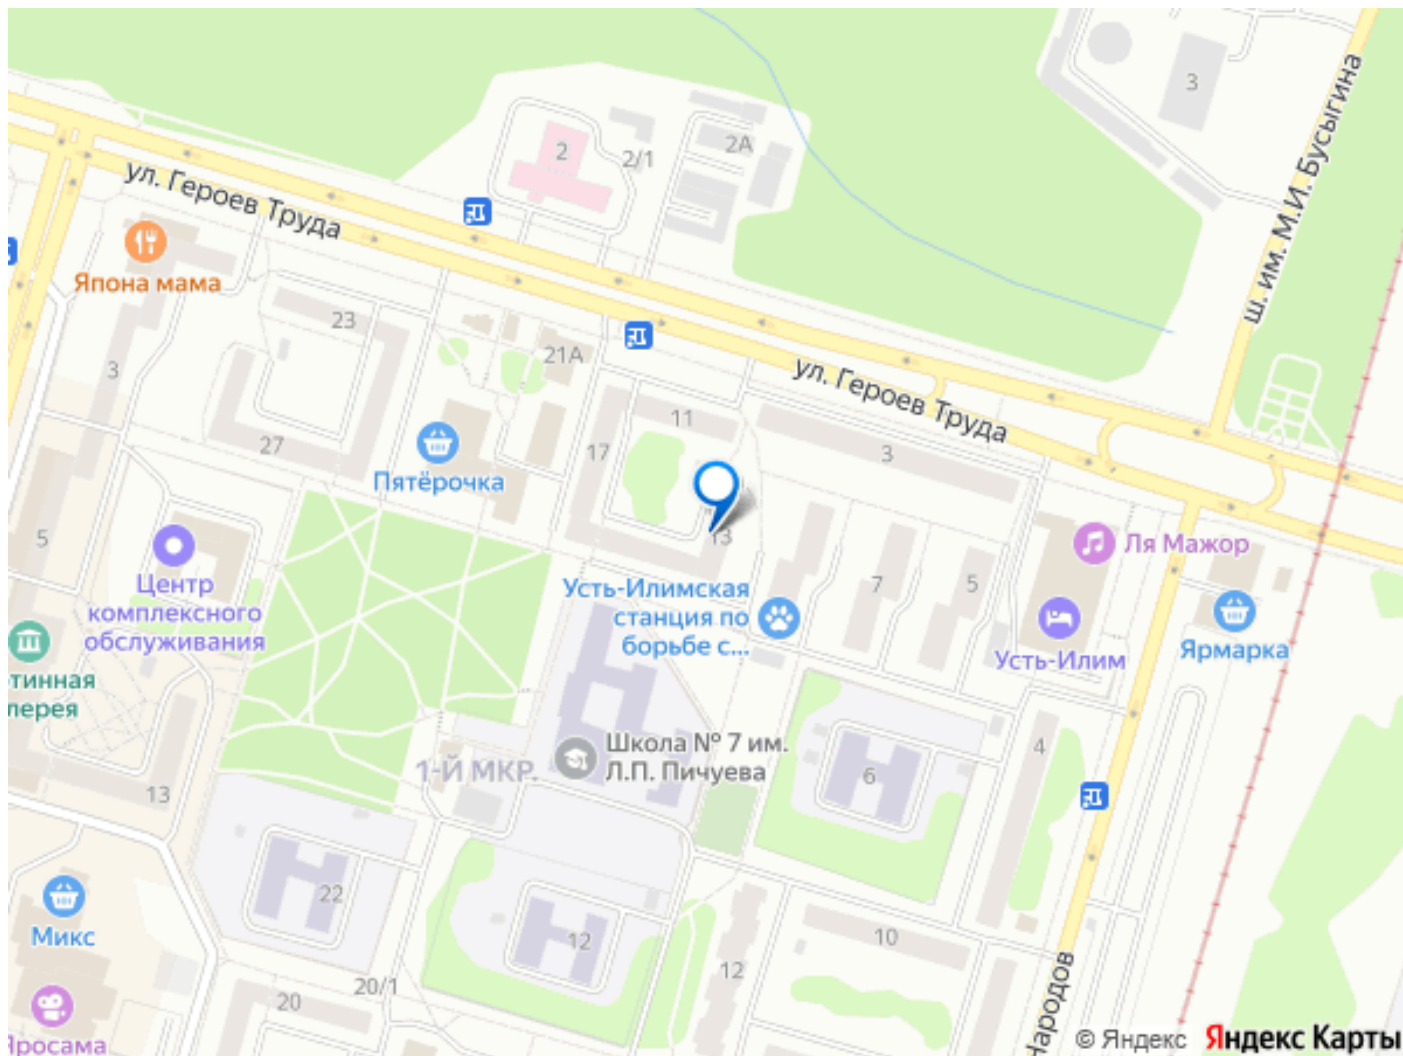 3
ш. им. М.И. Бусыгина
2
2/1
2А
ул. Героев Труда
Япона мама
23
21А
3
ул. Героев Труда
11
27
17
3
Пятёрочка
13
5
Ля Мажор
7
5
Центр
комплексного
обслуживания
Усть-Илимская
станция по
борьбе с...
Усть-Илим
Ярмарка
тинная
лерея
Школа № 7 им.
Л.П. Пичуева
1-Й МКР.
4
6
13
22
Микс
12
10
12
20/1
20
Народов
Яросама
© Яндекс
Яндекс Карты